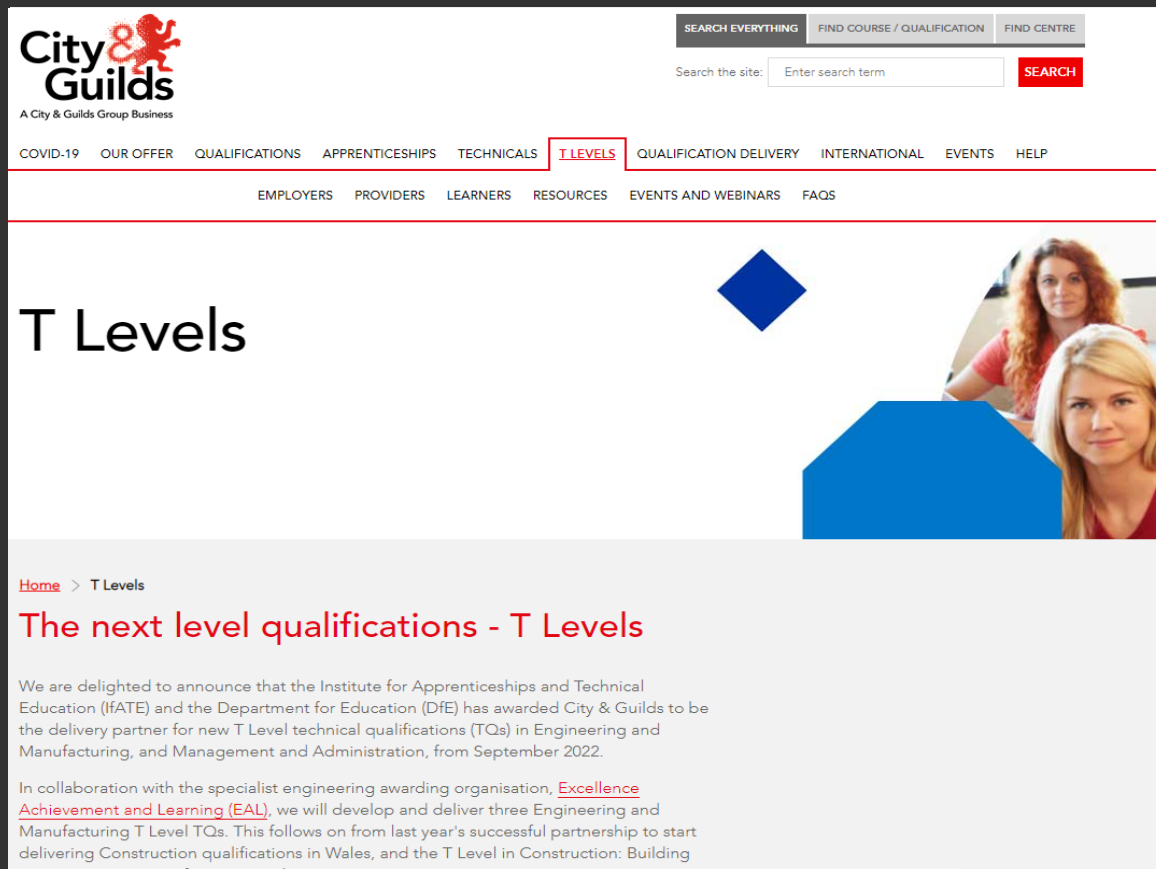 City&
Guilds
A City & Guilds Group Business
SEARCH EVERYTHING
FIND COURSE / QUALIFICATION
FIND CENTRE
Search the site:
Enter search term
SEARCH
COVID-19 OUR OFFER QUALIFICATIONS APPRENTICESHIPS TECHNICALS T LEVELS QUALIFICATION DELIVERY INTERNATIONAL EVENTS HELP
EMPLOYERS PROVIDERS LEARNERS RESOURCES EVENTS AND WEBINARS FAQS
T Levels
Home > T Levels
The next level qualifications - T Levels
We are delighted to announce that the Institute for Apprenticeships and Technical
Education (IfATE) and the Department for Education (DfE) has awarded City & Guilds to be
the delivery partner for new T Level technical qualifications (TQs) in Engineering and
Manufacturing, and Management and Administration, from September 2022.
In collaboration with the specialist engineering awarding organisation, Excellence
Achievement and Learning (EAL), we will develop and deliver three Engineering and
Manufacturing T Level TQs. This follows on from last year's successful partnership to start
delivering Construction qualifications in Wales, and the T Level in Construction: Building